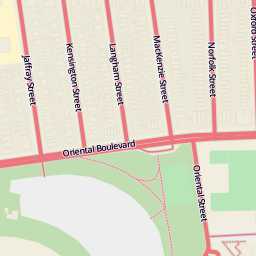 Jaffray Street
Kensington Street
Langham Street
MacKenzie Street
Norfolk Street
Oxford Street
Oriental Boulevard
Oriental Street